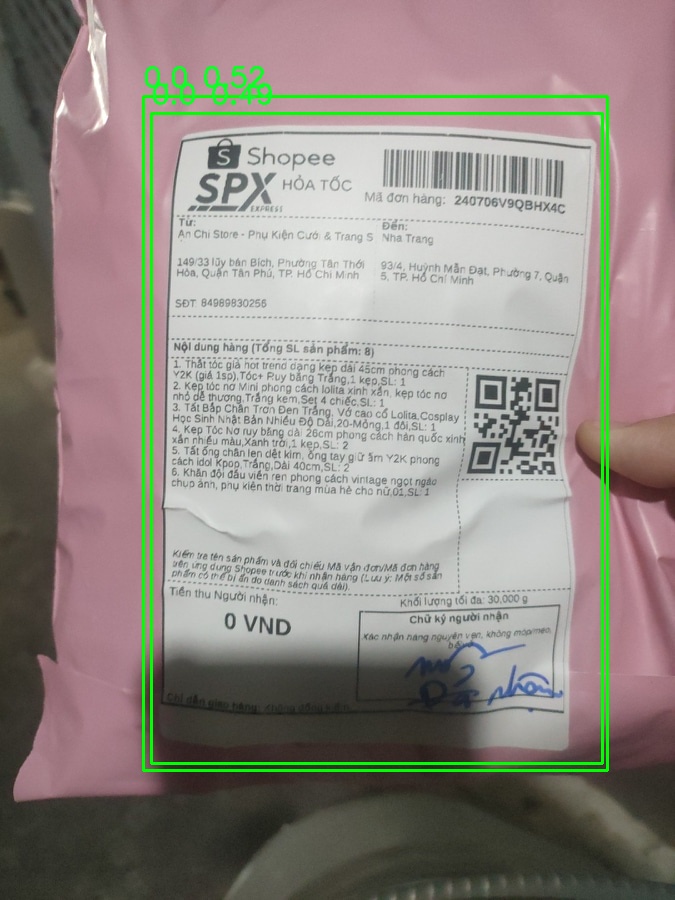 0.0 0.52
0.0 0.49
S Shopee
SPX EXPRESS HỎA TỐC
Mã đơn hàng: 240706V9QBHX4C
Từ:
An Chi Store - Phụ Kiện Cưới & Trang S
149/33 lũy bán Bích, Phường Tân Thới
Hòa, Quận Tân Phú, TP. Hồ Chí Minh
SĐT 84989830256
Đến:
Nha Trang
93/4, Huỳnh Mẫn Đạt, Phường 7, Quận
5, TP. Hồ Chí Minh
Nội dung hàng (Tổng SL sản phẩm: 8)
1. Thắt tóc giả hot trend dạng kẹp dài 45cm phong cách
Y2K (giá 1sp),Tóc+ Ruy băng Trắng,1 kẹp,SL: 1
2. Kẹp tóc nơ Mini phong cách lolita xinh xắn, kẹp tóc nơ
nhỏ dễ thương,Trắng kem,Set 4 chiếc,SL: 1
3. Tất Bắp Chân Trơn Đen Trắng, Vớ cao cổ Lolita,Cosplay
Học Sinh Nhật Bản Nhiều Độ Dài,20-Mỏng,1 đôi,SL: 1
4. Kẹp Tóc Nơ ruy băng dài 26cm phong cách hàn quốc xinh
xắn nhiều màu,Xanh trời,1 kẹp,SL: 2
5. Tất ống chân len dệt kim, ống tay giữ ấm Y2K phong
cách idol Kpop,Trắng,Dài 40cm,SL: 2
6. Khăn đội đầu viền ren phong cách vintage ngọt ngào
chụp ảnh, phụ kiện thời trang mùa hè cho nữ,01,SL: 1
Kiểm tra tên sản phẩm và đối chiếu Mã vận đơn/Mã đơn hàng
trên ứng dụng Shopee trước khi nhận hàng (Lưu ý: Một số sản
phẩm có thể bị ẩn do danh sách quá dài).
Tiền thu Người nhận:
0 VND
Khối lượng tối đa: 30,000 g
Chữ ký người nhận
Xác nhận hàng nguyên vẹn, không móp/méo,
Đã nhận
Chỉ dẫn giao hàng: Không đồng kiểm